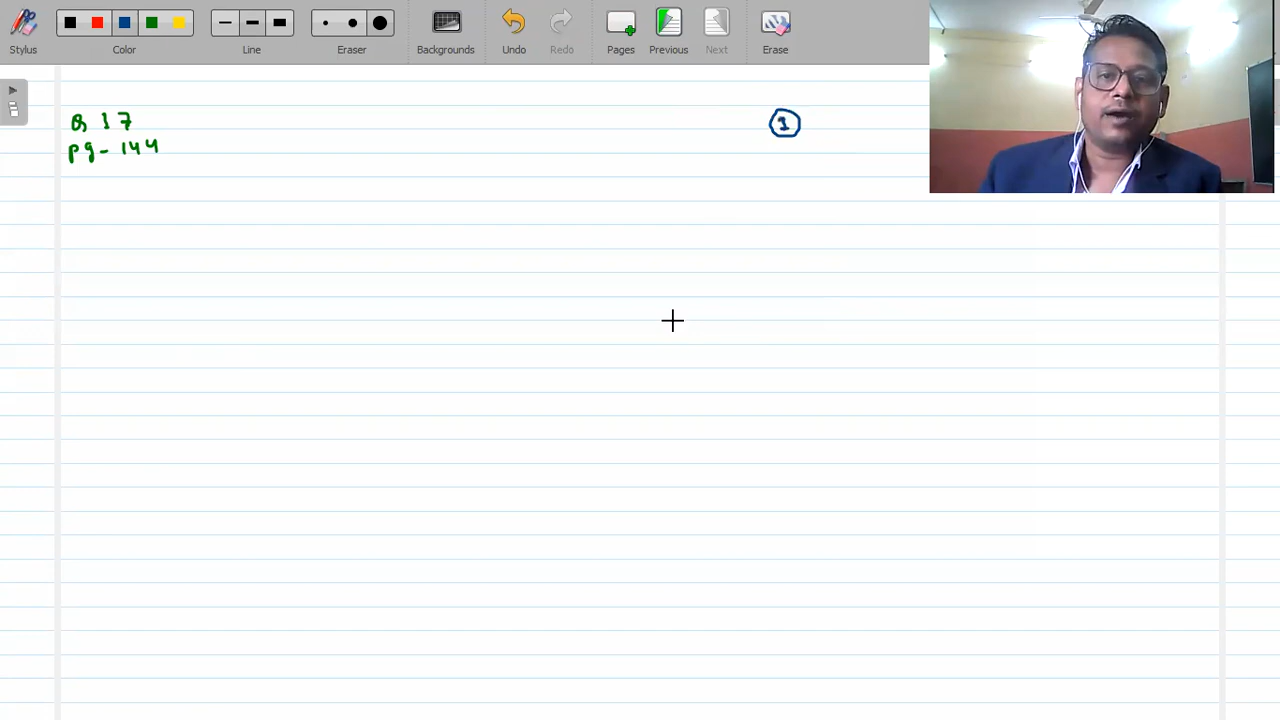 Stylus
Color
Line
Eraser
Backgrounds
Undo
Redo
Pages
Previous
Next
Erase
Q 17
pg - 144
1